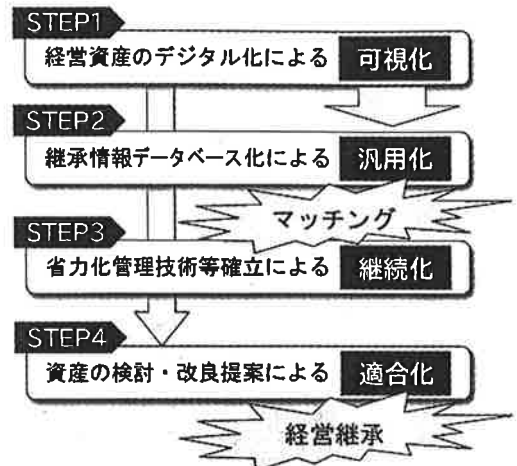 STEP1
経営資産のデジタル化による 可視化
STEP2
継承情報データベース化による 汎用化
マッチング
STEP3
省力化管理技術等確立による 継続化
STEP4
資産の検討・改良提案による 適合化
経営継承